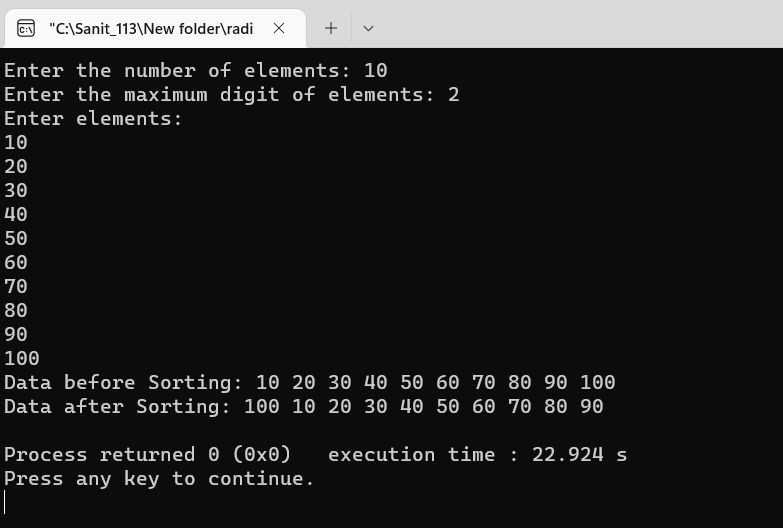 "C:\Sanit_113\New folder\radi
Enter the number of elements: 10
Enter the maximum digit of elements: 2
Enter elements:
10
20
30
40
50
60
70
80
90
100
Data before Sorting: 10 20 30 40 50 60 70 80 90 100
Data after Sorting: 100 10 20 30 40 50 60 70 80 90
Process returned 0 (0x0)   execution time : 22.924 s
Press any key to continue.